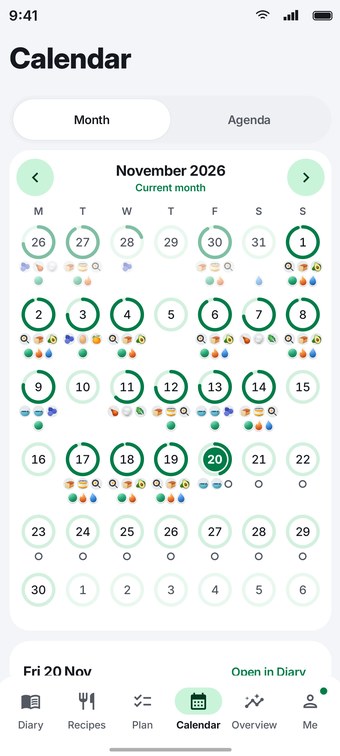 9:41
Calendar
Month Agenda
November 2026
Current month
M T W T F S S
26 27 28 29 30 31 1
2 3 4 5 6 7 8
9 10 11 12 13 14 15
16 17 18 19 20 21 22
23 24 25 26 27 28 29
30 1 2 3 4 5 6
Fri 20 Nov Open in Diary
Diary Recipes Plan Calendar Overview Me